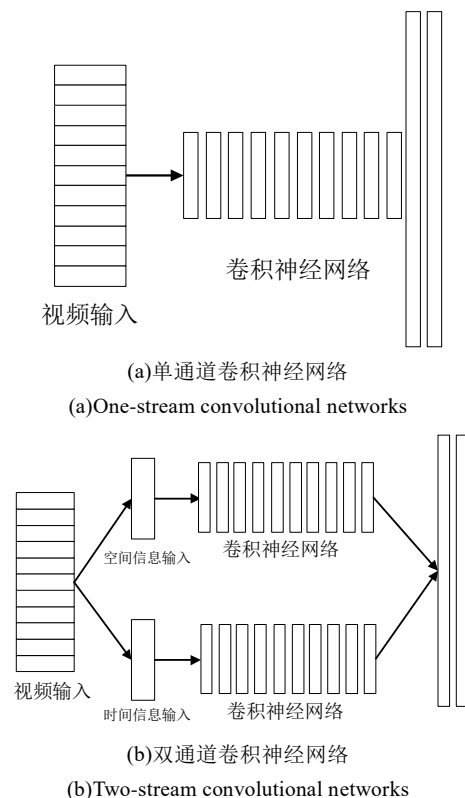 卷积神经网络
视频输入
(a)单通道卷积神经网络
(a)One-stream convolutional networks
空间信息输入
卷积神经网络
视频输入
时间信息输入
卷积神经网络
(b)双通道卷积神经网络
(b)Two-stream convolutional networks